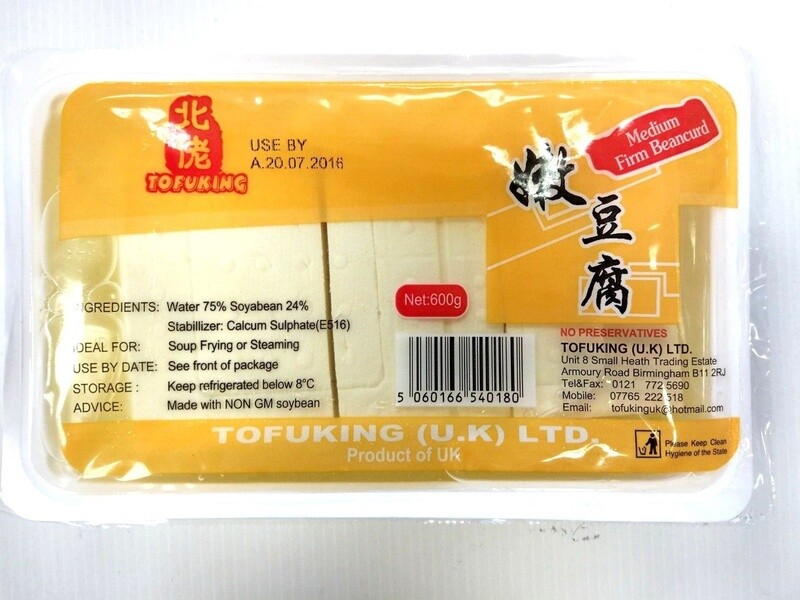 北佬
TOFUKING
USE BY
A.20.07.2016
Medium
Firm Beancurd
嫩豆腐
INGREDIENTS: Water 75% Soyabean 24%
Stabillizer: Calcum Sulphate(E516)
IDEAL FOR: Soup Frying or Steaming
USE BY DATE: See front of package
STORAGE : Keep refrigerated below 8°C
ADVICE: Made with NON GM soybean
Net:600g
5 060166 540180
NO PRESERVATIVES
TOFUKING (U.K) LTD.
Unit 8 Small Heath Trading Estate
Armoury Road Birmingham B11 2RJ
Tel&Fax: 0121 772 5690
Mobile: 07765 222 518
Email: tofukinguk@hotmail.com
TOFUKING (U.K) LTD.
Product of UK
Please Keep Clean
Hygiene of the State